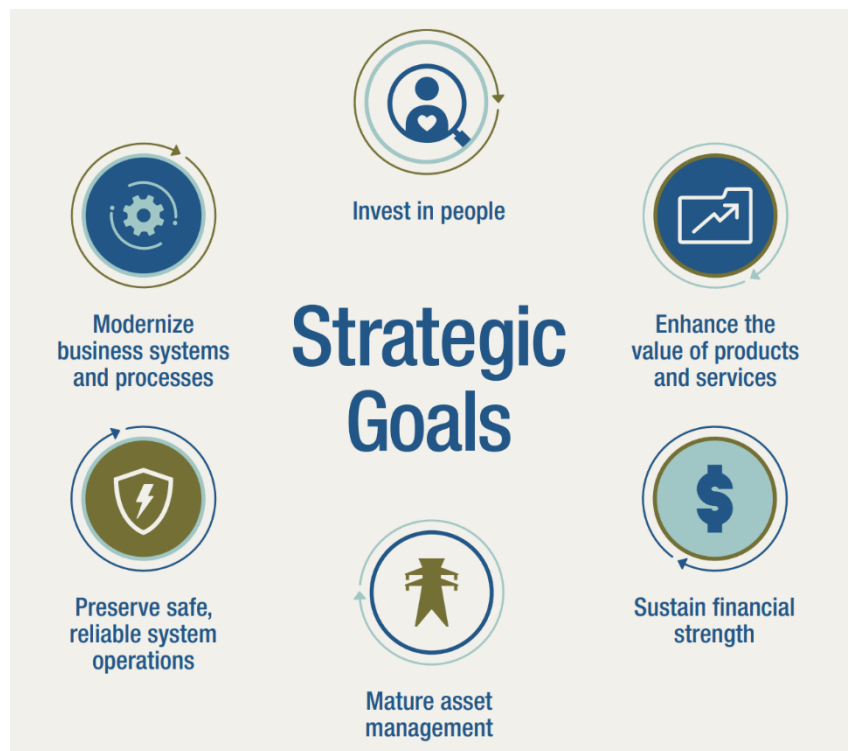 Strategic
Goals
Invest in people
Enhance the
value of products
and services
Sustain financial
strength
Mature asset
management
Preserve safe,
reliable system
operations
Modernize
business systems
and processes